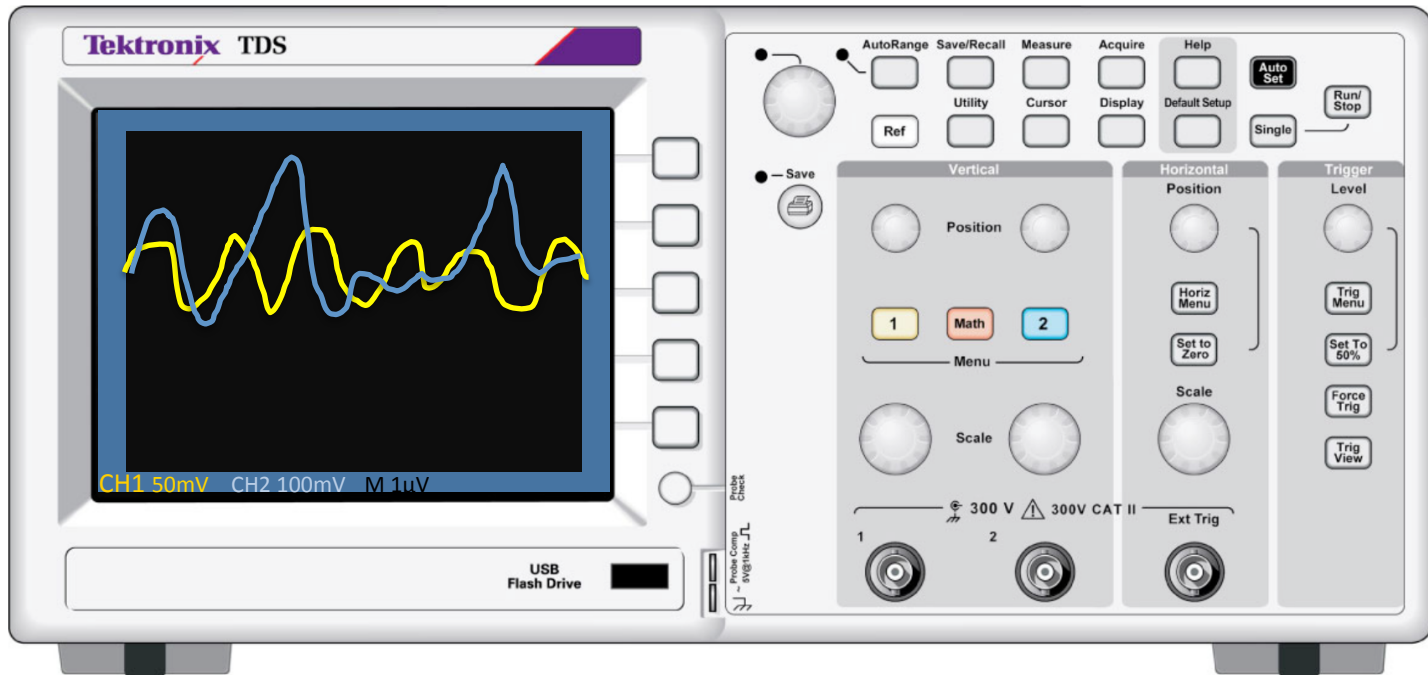 Tektronix TDS
CH1 50mV CH2 100mV M 1µV
USB
Flash Drive
AutoRange Save/Recall Measure Acquire Help
Auto
Set
Run/
Stop
Ref
Utility Cursor Display Default Setup
Single
Save
Vertical
Position
1 Math 2
Menu
Scale
Horizontal
Position
Horiz
Menu
Set to
Zero
Scale
Trigger
Level
Trig
Menu
Set To
50%
Force
Trig
Trig
View
300 V 300V CAT II
1 2 Ext Trig
Probe
Check
~ Probe Comp
5V@1kHz